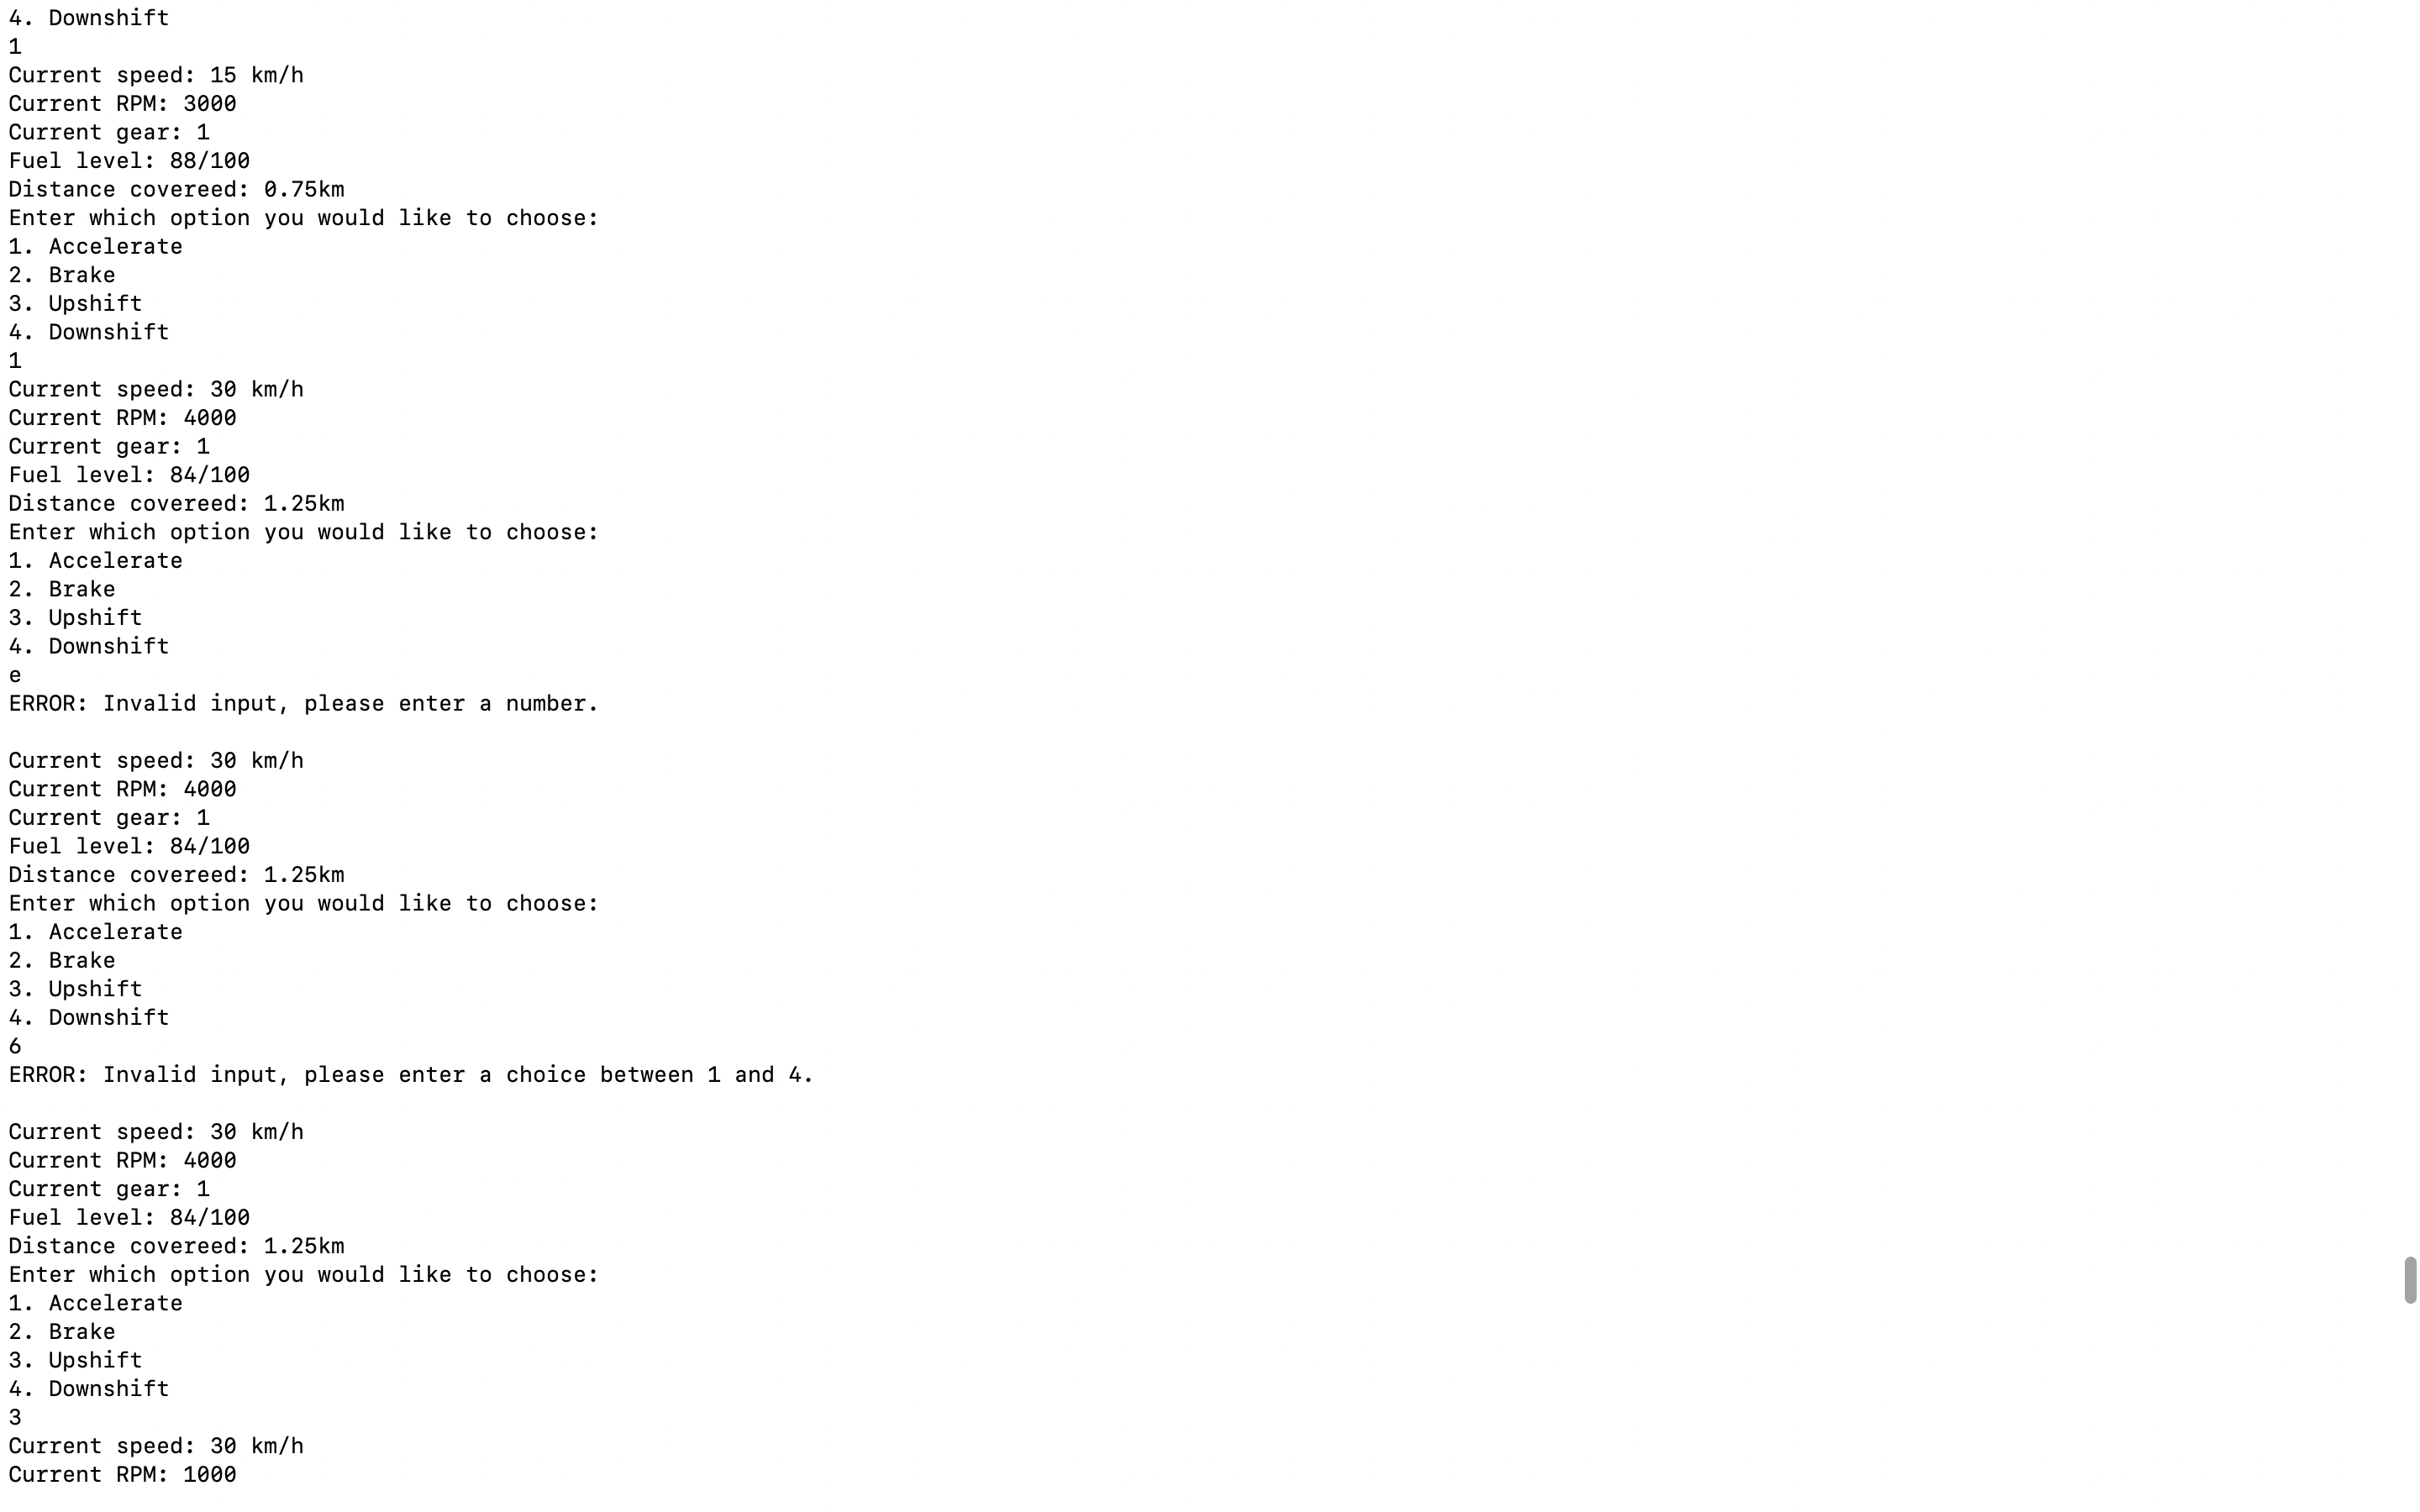 4. Downshift
1
Current speed: 15 km/h
Current RPM: 3000
Current gear: 1
Fuel level: 88/100
Distance covereed: 0.75km
Enter which option you would like to choose:
1. Accelerate
2. Brake
3. Upshift
4. Downshift
1
Current speed: 30 km/h
Current RPM: 4000
Current gear: 1
Fuel level: 84/100
Distance covereed: 1.25km
Enter which option you would like to choose:
1. Accelerate
2. Brake
3. Upshift
4. Downshift
e
ERROR: Invalid input, please enter a number.

Current speed: 30 km/h
Current RPM: 4000
Current gear: 1
Fuel level: 84/100
Distance covereed: 1.25km
Enter which option you would like to choose:
1. Accelerate
2. Brake
3. Upshift
4. Downshift
6
ERROR: Invalid input, please enter a choice between 1 and 4.

Current speed: 30 km/h
Current RPM: 4000
Current gear: 1
Fuel level: 84/100
Distance covereed: 1.25km
Enter which option you would like to choose:
1. Accelerate
2. Brake
3. Upshift
4. Downshift
3
Current speed: 30 km/h
Current RPM: 1000